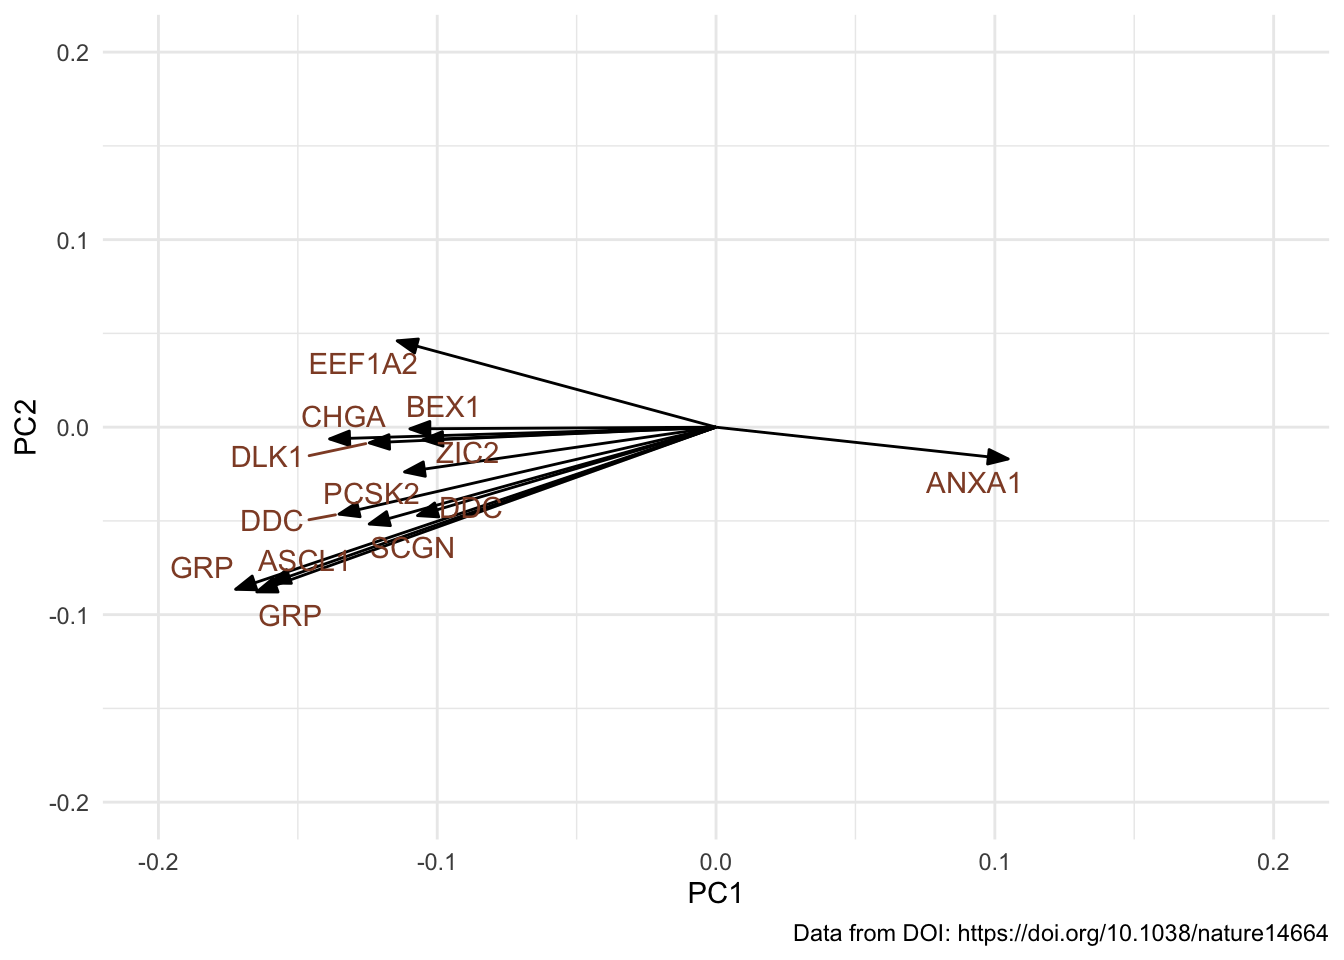 0.2
0.1
0.0
-0.1
-0.2
PC2
EEF1A2
CHGA
BEX1
DLK1
ZIC2
ANXA1
PCSK2
DDC
DDC
SCGN
ASCL1
GRP
GRP
-0.2
-0.1
0.0
0.1
0.2
PC1
Data from DOI: https://doi.org/10.1038/nature14664